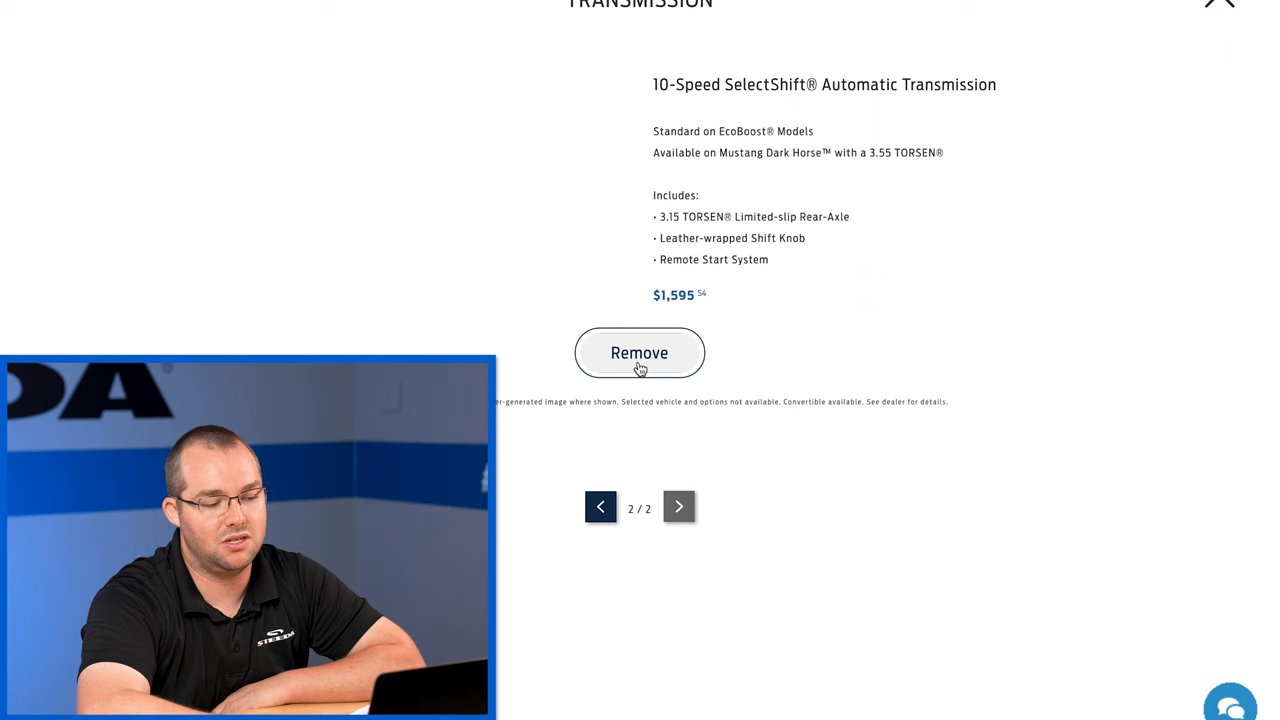 TRANSMISSION
10-Speed SelectShift® Automatic Transmission
Standard on EcoBoost® Models
Available on Mustang Dark Horse™ with a 3.55 TORSEN®
Includes:
• 3.15 TORSEN® Limited-slip Rear-Axle
• Leather-wrapped Shift Knob
• Remote Start System
$1,595 S4
Remove
er-generated image where shown. Selected vehicle and options not available. Convertible available. See dealer for details.
2 / 2
DA
STEEDA